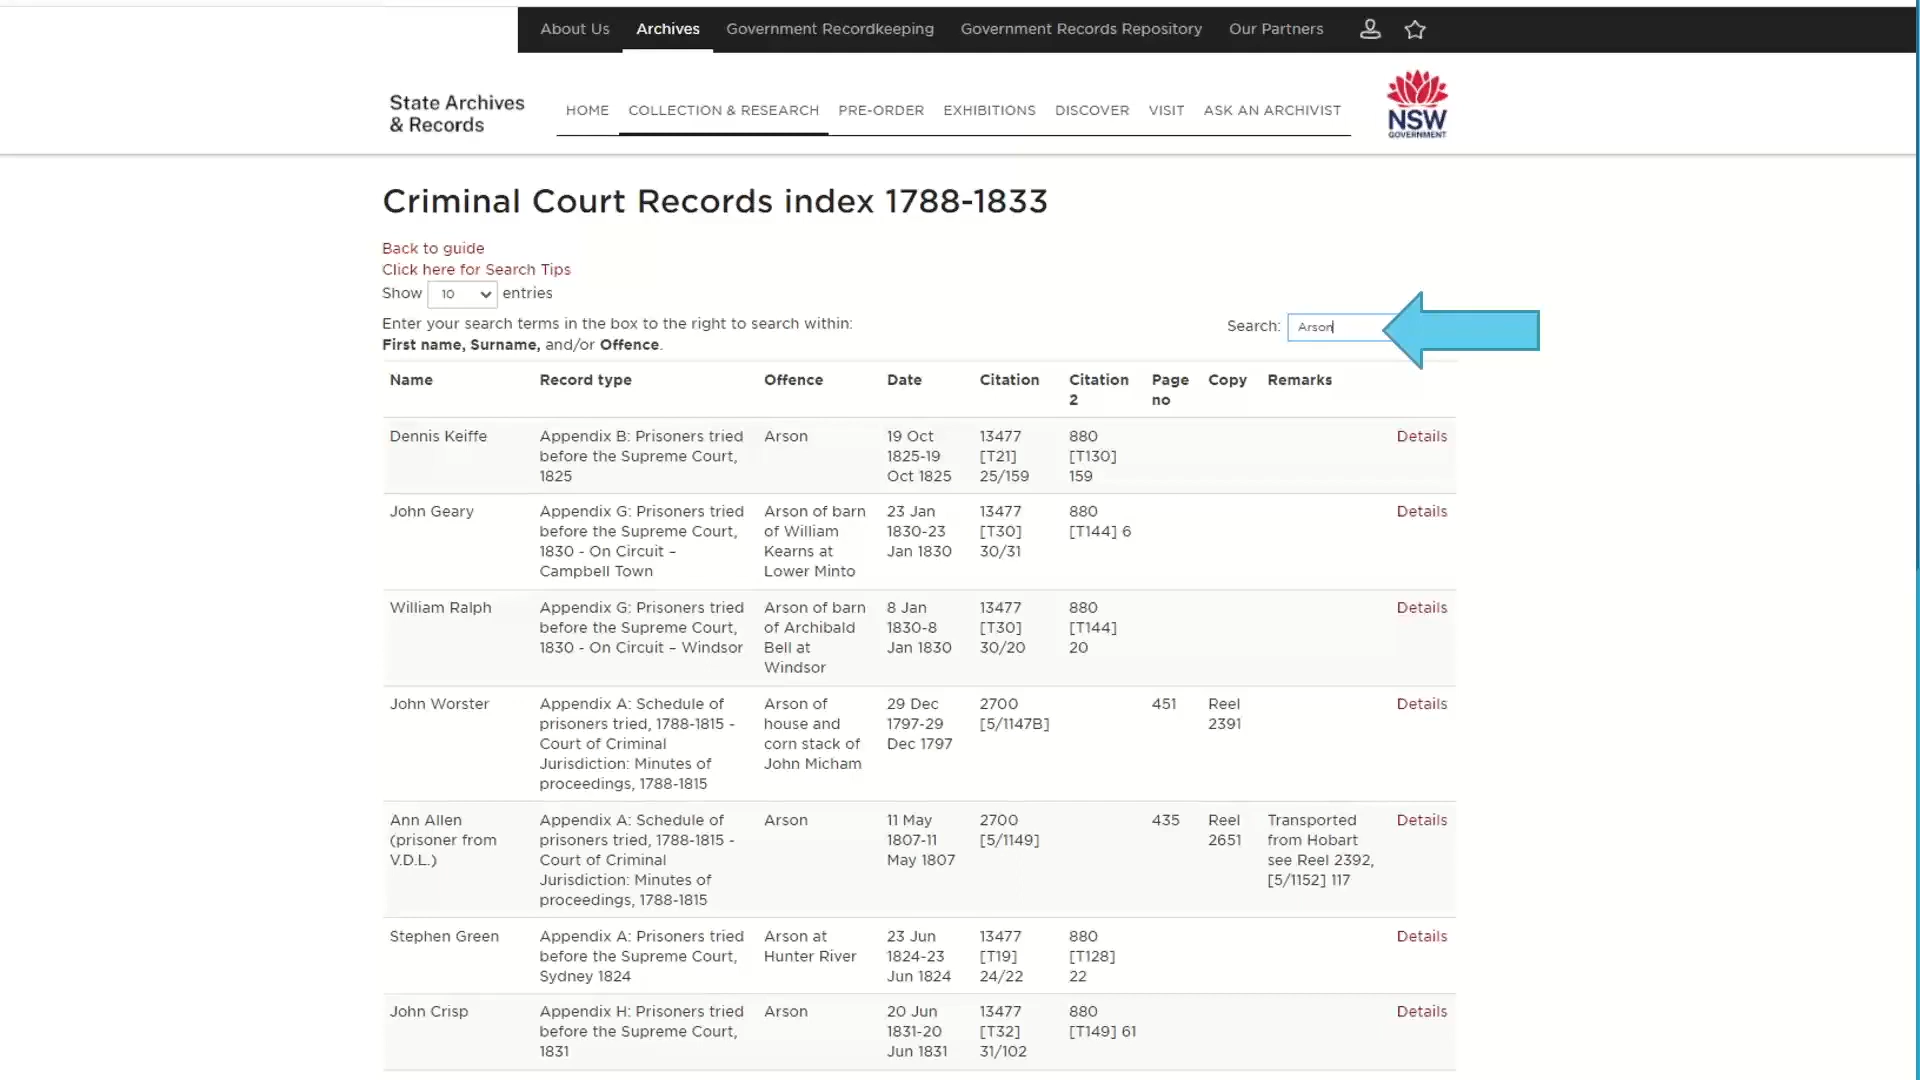 About Us Archives Government Recordkeeping Government Records Repository Our Partners
State Archives
& Records
HOME COLLECTION & RESEARCH PRE-ORDER EXHIBITIONS DISCOVER VISIT ASK AN ARCHIVIST
NSW
GOVERNMENT
Criminal Court Records index 1788-1833
Back to guide
Click here for Search Tips
Show 10 entries
Enter your search terms in the box to the right to search within:
First name, Surname, and/or Offence.
Search: Arson
Name Record type Offence Date Citation Citation 2 Page no Copy Remarks
Dennis Keiffe Appendix B: Prisoners tried Arson 19 Oct 13477 880 Details
before the Supreme Court, 1825-19 [T21] [T130]
1825 Oct 1825 25/159 159
John Geary Appendix G: Prisoners tried Arson of barn 23 Jan 13477 880 Details
before the Supreme Court, of William 1830-23 [T30] [T144] 6
1830 - On Circuit – Kearns at Jan 1830 30/31
Campbell Town Lower Minto
William Ralph Appendix G: Prisoners tried Arson of barn 8 Jan 13477 880 Details
before the Supreme Court, of Archibald 1830-8 [T30] [T144]
1830 - On Circuit – Windsor Bell at Jan 1830 30/20 20
Windsor
John Worster Appendix A: Schedule of Arson of 29 Dec 2700 451 Reel Details
prisoners tried, 1788-1815 - house and 1797-29 [5/1147B] 2391
Court of Criminal corn stack of Dec 1797
Jurisdiction: Minutes of John Micham
proceedings, 1788-1815
Ann Allen Appendix A: Schedule of Arson 11 May 2700 435 Reel Transported Details
(prisoner from prisoners tried, 1788-1815 - 1807-11 [5/1149] 2651 from Hobart
V.D.L.) Court of Criminal May 1807 see Reel 2392,
Jurisdiction: Minutes of [5/1152] 117
proceedings, 1788-1815
Stephen Green Appendix A: Prisoners tried Arson at 23 Jun 13477 880 Details
before the Supreme Court, Hunter River 1824-23 [T19] [T128]
Sydney 1824 Jun 1824 24/22 22
John Crisp Appendix H: Prisoners tried Arson 20 Jun 13477 880 Details
before the Supreme Court, 1831-20 [T32] [T149] 61
1831 Jun 1831 31/102